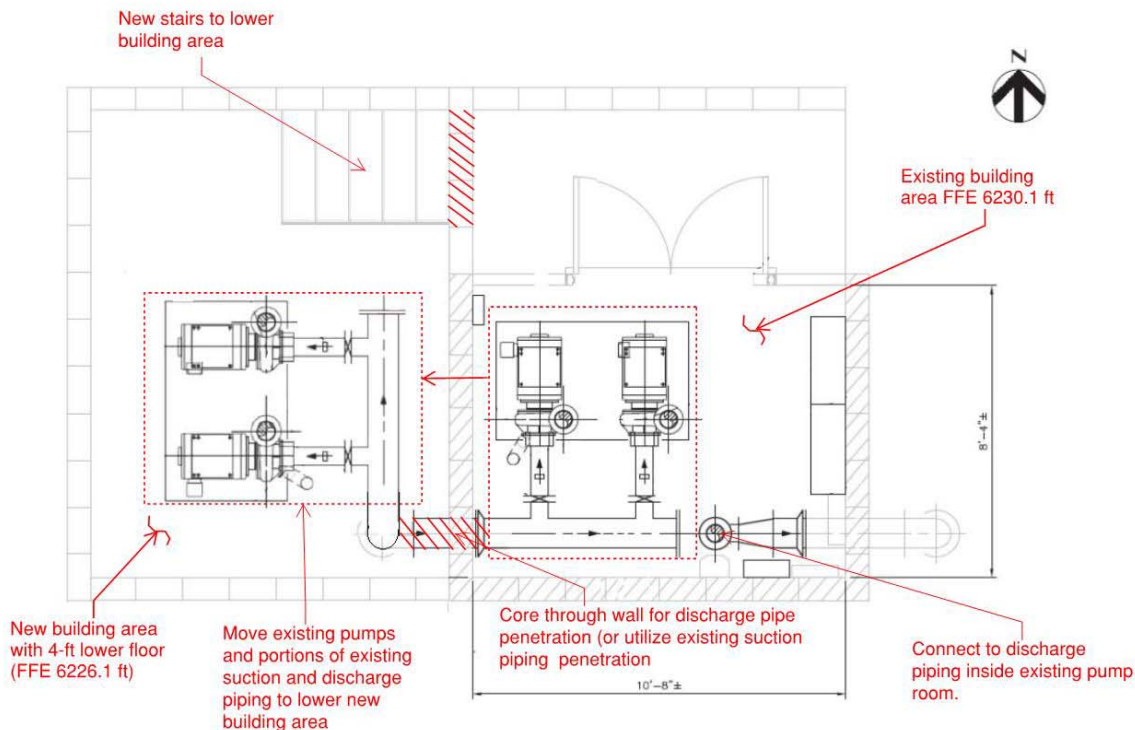 New stairs to lower
building area
N
Existing building
area FFE 6230.1 ft
8'-4"±
New building area
with 4-ft lower floor
(FFE 6226.1 ft)
Move existing pumps
and portions of existing
suction and discharge
piping to lower new
building area
Core through wall for discharge pipe
penetration (or utilize existing suction
piping penetration
10'-8"±
Connect to discharge
piping inside existing pump
room.